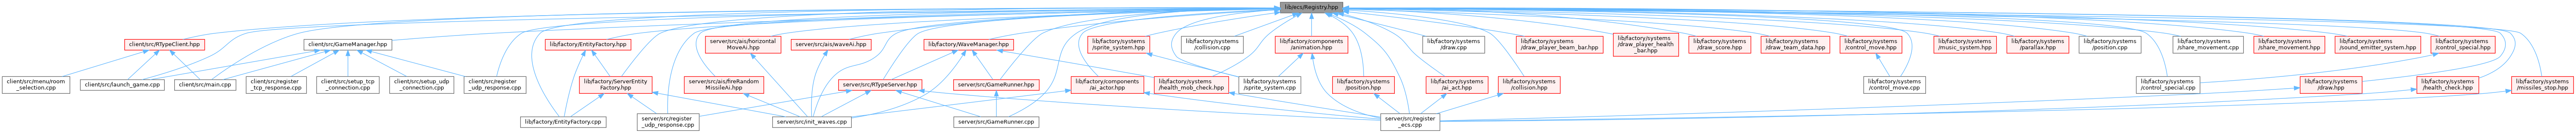 lib/ecs/Registry.hpp
client/src/RTypeClient.hpp
client/src/GameManager.hpp
lib/factory/EntityFactory.hpp
server/src/ais/horizontal
MoveAi.hpp
server/src/ais/waveAi.hpp
lib/factory/WaveManager.hpp
lib/factory/systems
/sprite_system.hpp
lib/factory/systems
/collision.cpp
lib/factory/components
/animation.hpp
lib/factory/systems
/draw.cpp
lib/factory/systems
/draw_player_beam_bar.hpp
lib/factory/systems
/draw_player_health
_bar.hpp
lib/factory/systems
/draw_score.hpp
lib/factory/systems
/draw_team_data.hpp
lib/factory/systems
/control_move.hpp
lib/factory/systems
/music_system.hpp
lib/factory/systems
/parallax.hpp
lib/factory/systems
/position.cpp
lib/factory/systems
/share_movement.cpp
lib/factory/systems
/share_movement.hpp
lib/factory/systems
/sound_emitter_system.hpp
lib/factory/systems
/control_special.hpp
client/src/menu/room
_selection.cpp
client/src/launch_game.cpp
client/src/main.cpp
client/src/register
_tcp_response.cpp
client/src/setup_tcp
_connection.cpp
client/src/setup_udp
_connection.cpp
client/src/register
_udp_response.cpp
lib/factory/ServerEntity
Factory.hpp
server/src/ais/fireRandom
MissileAi.hpp
server/src/RTypeServer.hpp
server/src/GameRunner.hpp
lib/factory/components
/ai_actor.hpp
lib/factory/systems
/health_mob_check.hpp
lib/factory/systems
/sprite_system.cpp
lib/factory/systems
/position.hpp
lib/factory/systems
/ai_act.hpp
lib/factory/systems
/collision.hpp
lib/factory/systems
/control_move.cpp
lib/factory/systems
/control_special.cpp
lib/factory/systems
/draw.hpp
lib/factory/systems
/health_check.hpp
lib/factory/systems
/missiles_stop.hpp
lib/factory/EntityFactory.cpp
server/src/register
_udp_response.cpp
server/src/init_waves.cpp
server/src/GameRunner.cpp
server/src/register
_ecs.cpp